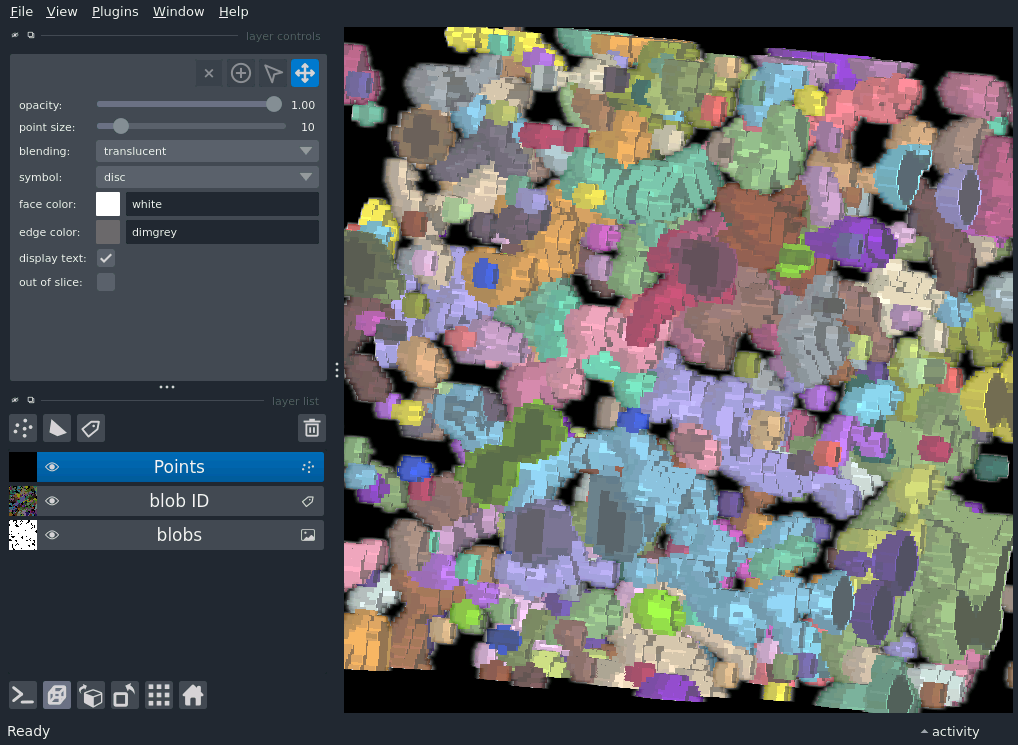 File View Plugins Window Help
layer controls
opacity: 1.00
point size: 10
blending: translucent
symbol: disc
face color: white
edge color: dimgrey
display text:
out of slice:
layer list
Points
blob ID
blobs
Ready activity